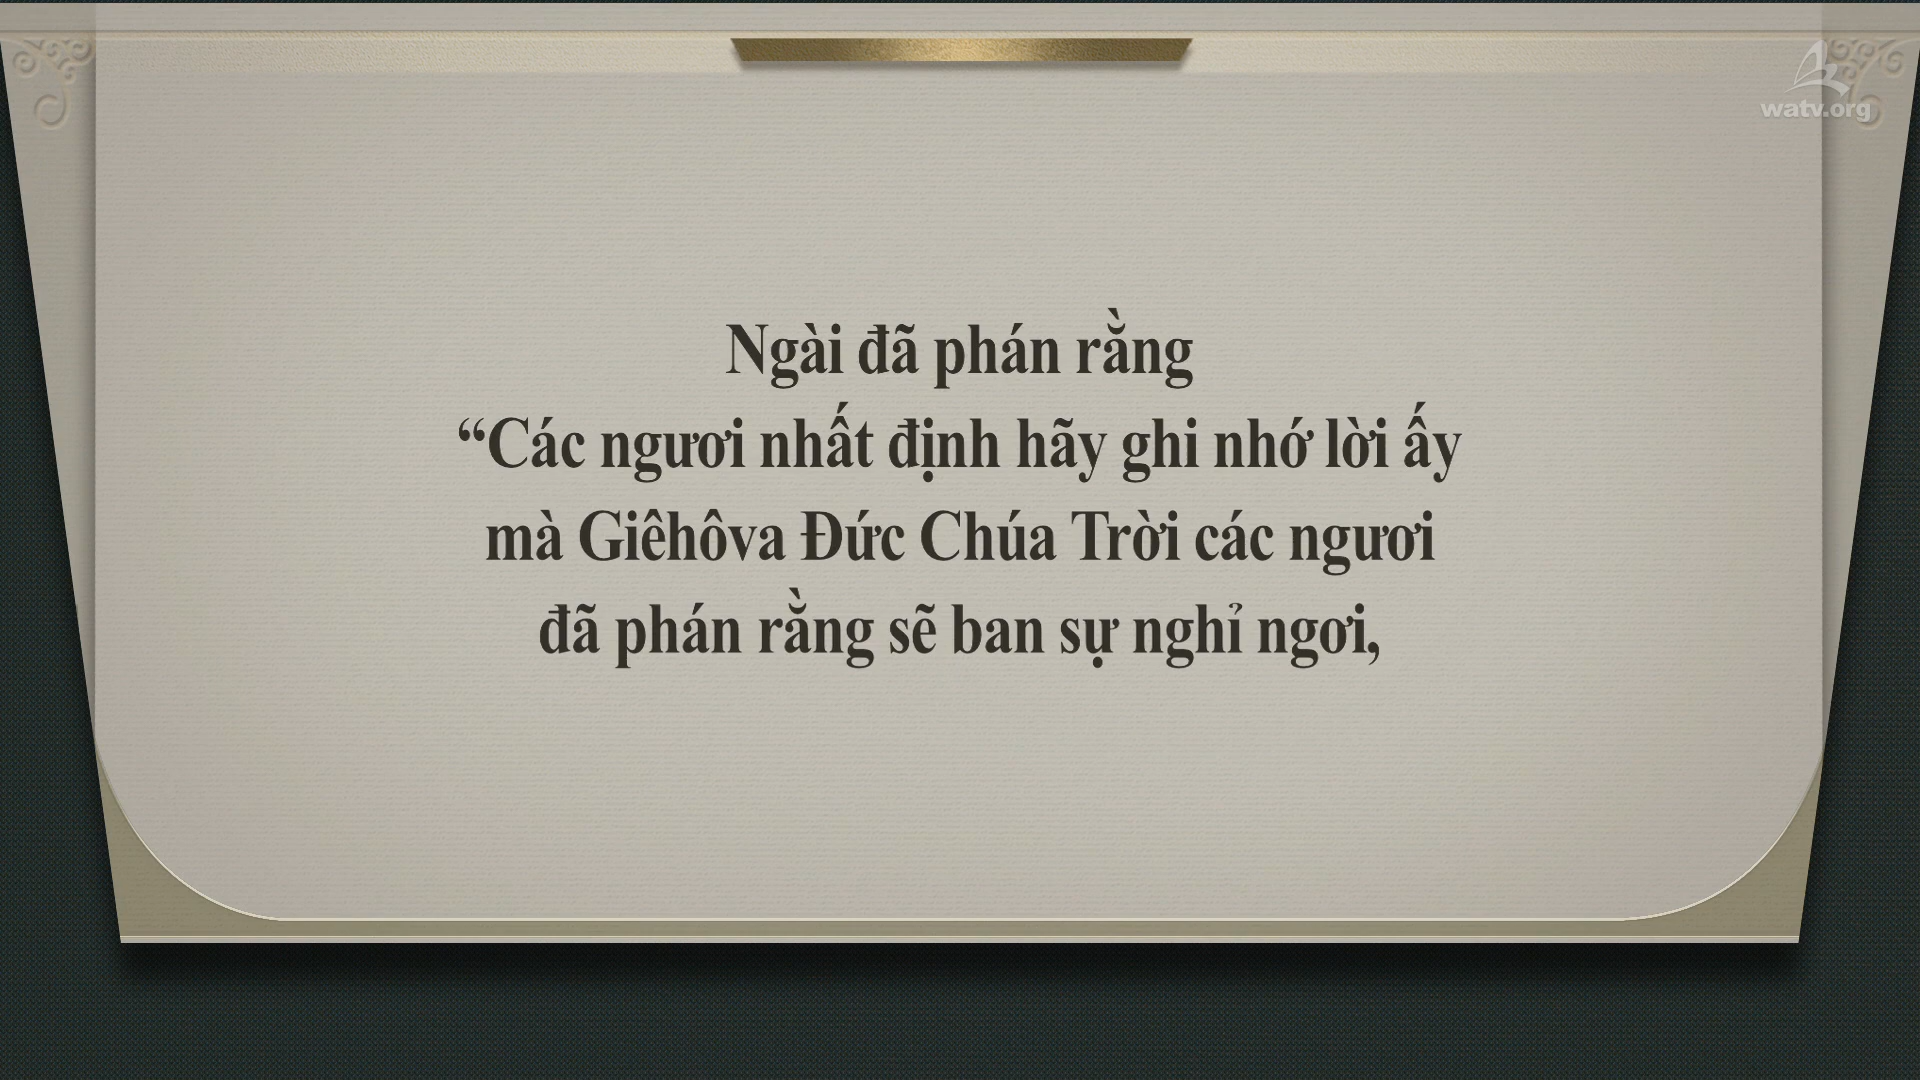 watv.org
Ngài đã phán rằng
“Các ngươi nhất định hãy ghi nhớ lời ấy
mà Giêhôva Đức Chúa Trời các ngươi
đã phán rằng sẽ ban sự nghỉ ngơi,